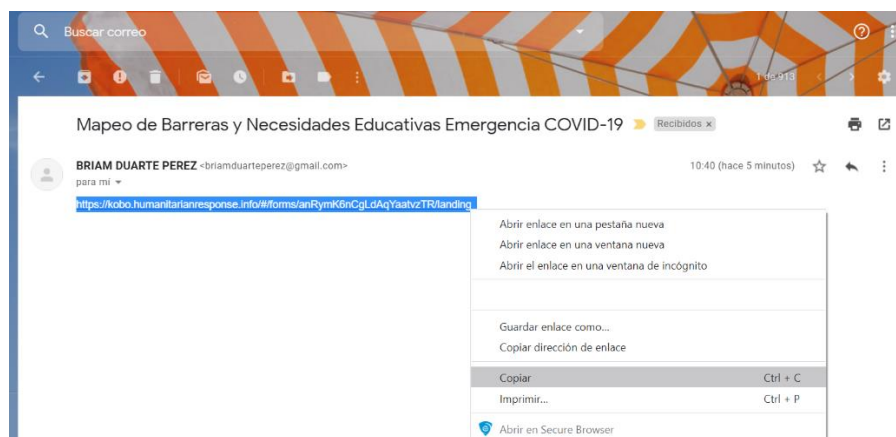 Buscar correo
1 de 913
Mapeo de Barreras y Necesidades Educativas Emergencia COVID-19 Recibidos x
BRIAM DUARTE PEREZ <briamduarteperez@gmail.com> 10:40 (hace 5 minutos)
para mí
https://kobo.humanitarianresponse.info/#/forms/anRymK6nCgLdAqYaatvzTR/landing
Abrir enlace en una pestaña nueva
Abrir enlace en una ventana nueva
Abrir el enlace en una ventana de incógnito
Guardar enlace como...
Copiar dirección de enlace
Copiar Ctrl + C
Imprimir... Ctrl + P
Abrir en Secure Browser